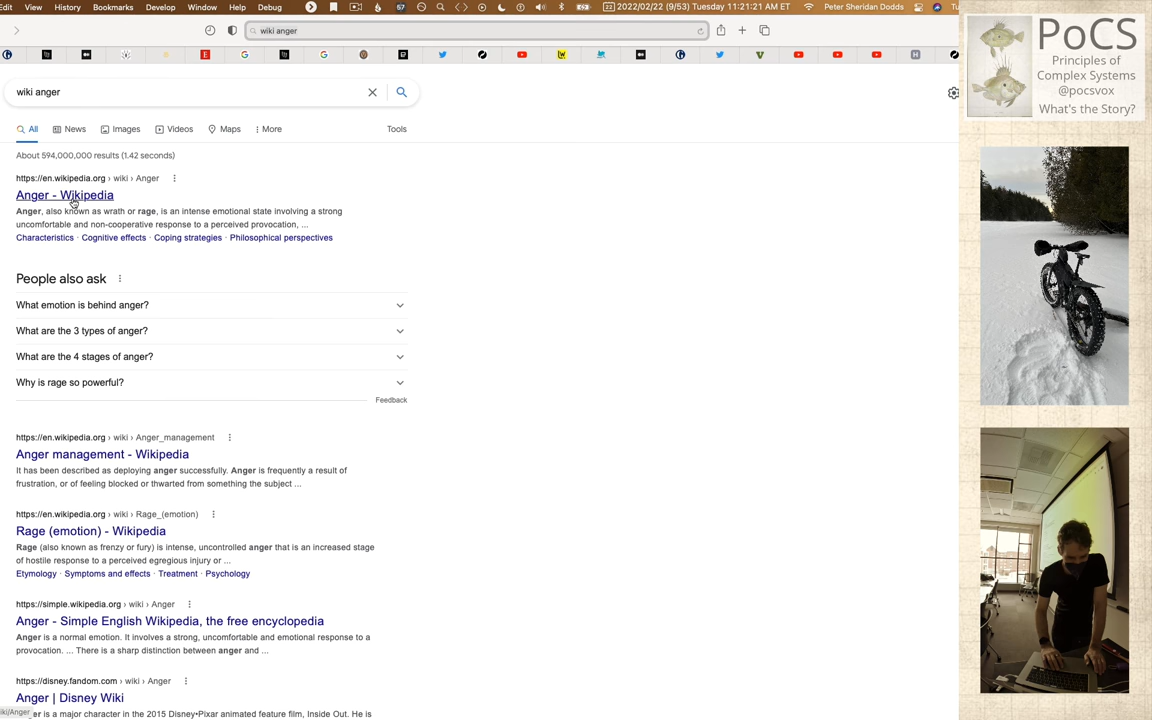 Edit View History Bookmarks Develop Window Help Debug 57 22 2022/02/22 (9/53) Tuesday 11:21:21 AM ET Peter Sheridan Dodds Tu
wiki anger
wiki anger
All News Images Videos Maps More Tools
About 594,000,000 results (1.42 seconds)
https://en.wikipedia.org › wiki › Anger
Anger - Wikipedia
Anger, also known as wrath or rage, is an intense emotional state involving a strong
uncomfortable and non-cooperative response to a perceived provocation, ...
Characteristics · Cognitive effects · Coping strategies · Philosophical perspectives
People also ask
What emotion is behind anger?
What are the 3 types of anger?
What are the 4 stages of anger?
Why is rage so powerful?
Feedback
https://en.wikipedia.org › wiki › Anger_management
Anger management - Wikipedia
It has been described as deploying anger successfully. Anger is frequently a result of
frustration, or of feeling blocked or thwarted from something the subject ...
https://en.wikipedia.org › wiki › Rage_(emotion)
Rage (emotion) - Wikipedia
Rage (also known as frenzy or fury) is intense, uncontrolled anger that is an increased stage
of hostile response to a perceived egregious injury or ...
Etymology · Symptoms and effects · Treatment · Psychology
https://simple.wikipedia.org › wiki › Anger
Anger - Simple English Wikipedia, the free encyclopedia
Anger is a normal emotion. It involves a strong, uncomfortable and emotional response to a
provocation. ... There is a sharp distinction between anger and ...
https://disney.fandom.com › wiki › Anger
Anger | Disney Wiki
er is a major character in the 2015 Disney•Pixar animated feature film, Inside Out. He is
iki/Anger
PoCS
Principles of
Complex Systems
@pocsvox
What's the Story?